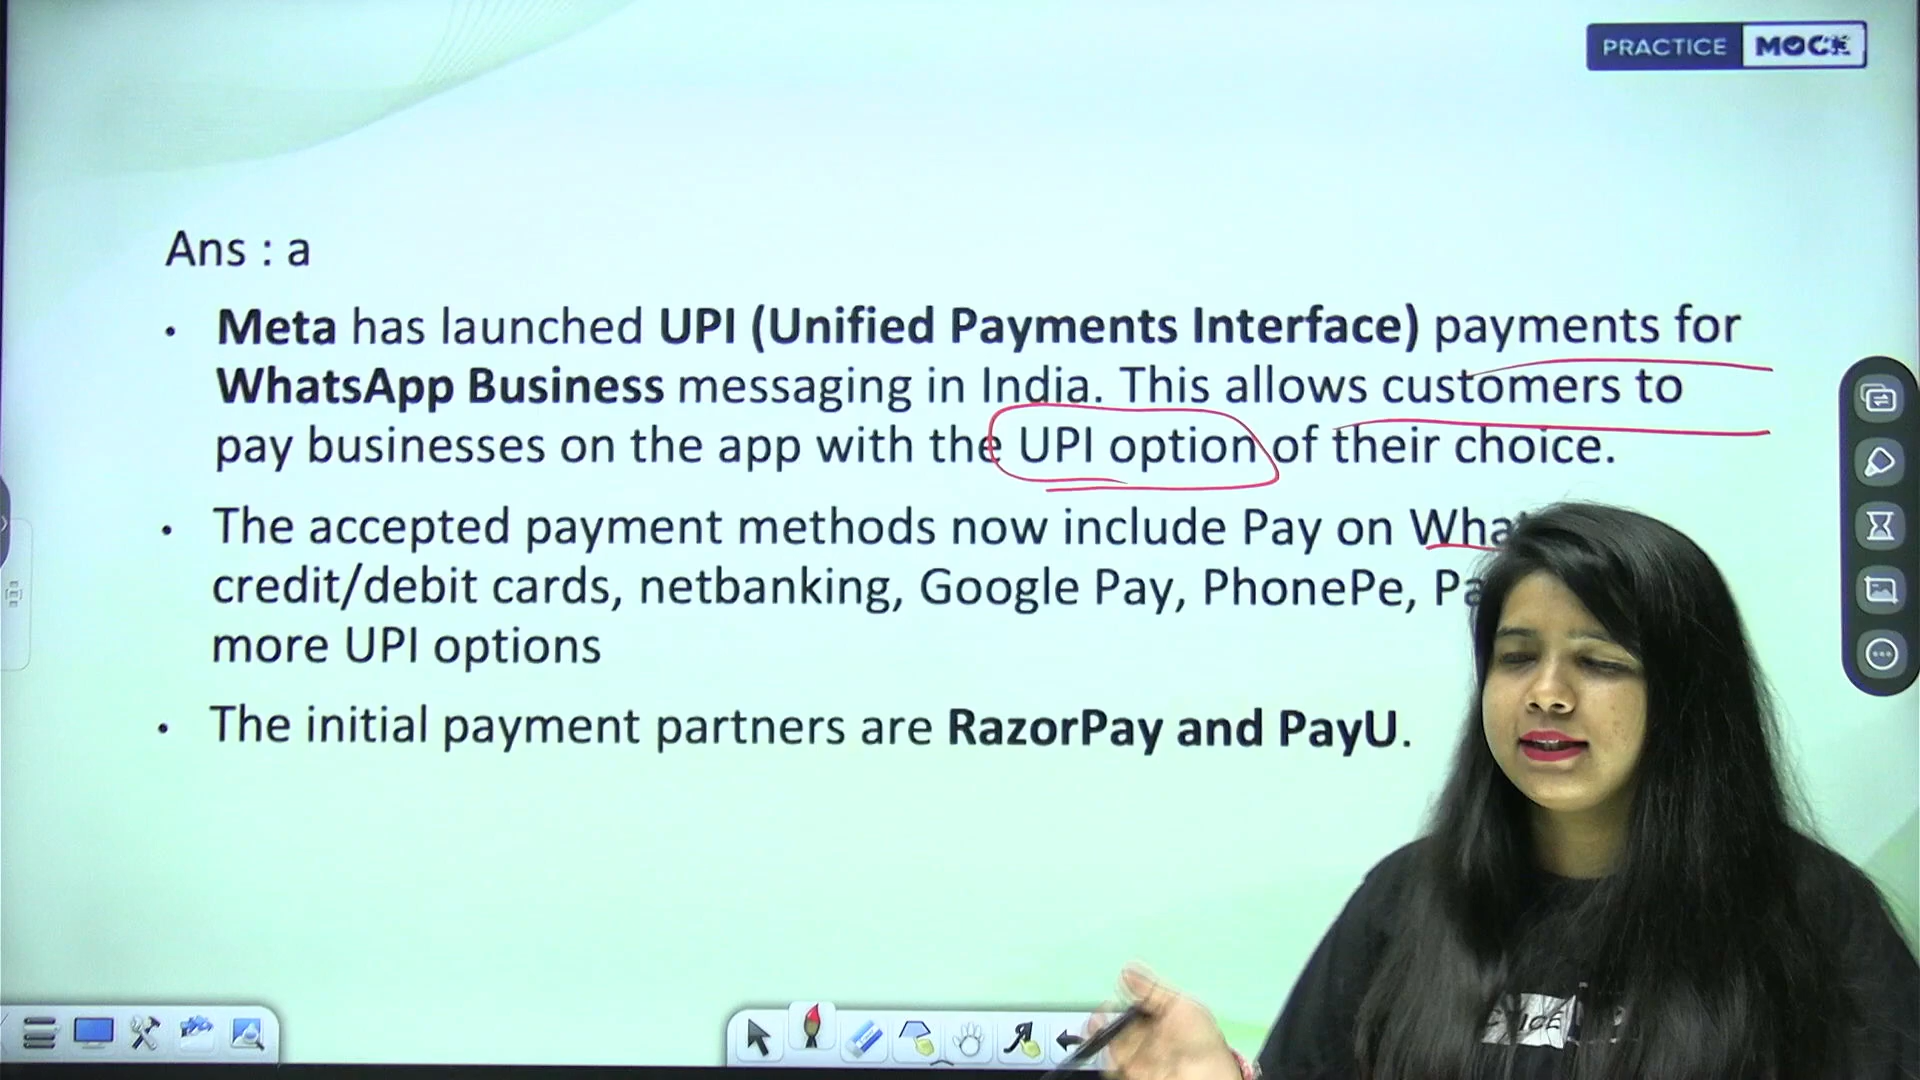 PRACTICE MOCK
Ans : a
• Meta has launched UPI (Unified Payments Interface) payments for
WhatsApp Business messaging in India. This allows customers to
pay businesses on the app with the UPI option of their choice.
• The accepted payment methods now include Pay on
credit/debit cards, netbanking, Google Pay, PhonePe,
more UPI options
• The initial payment partners are RazorPay and PayU.